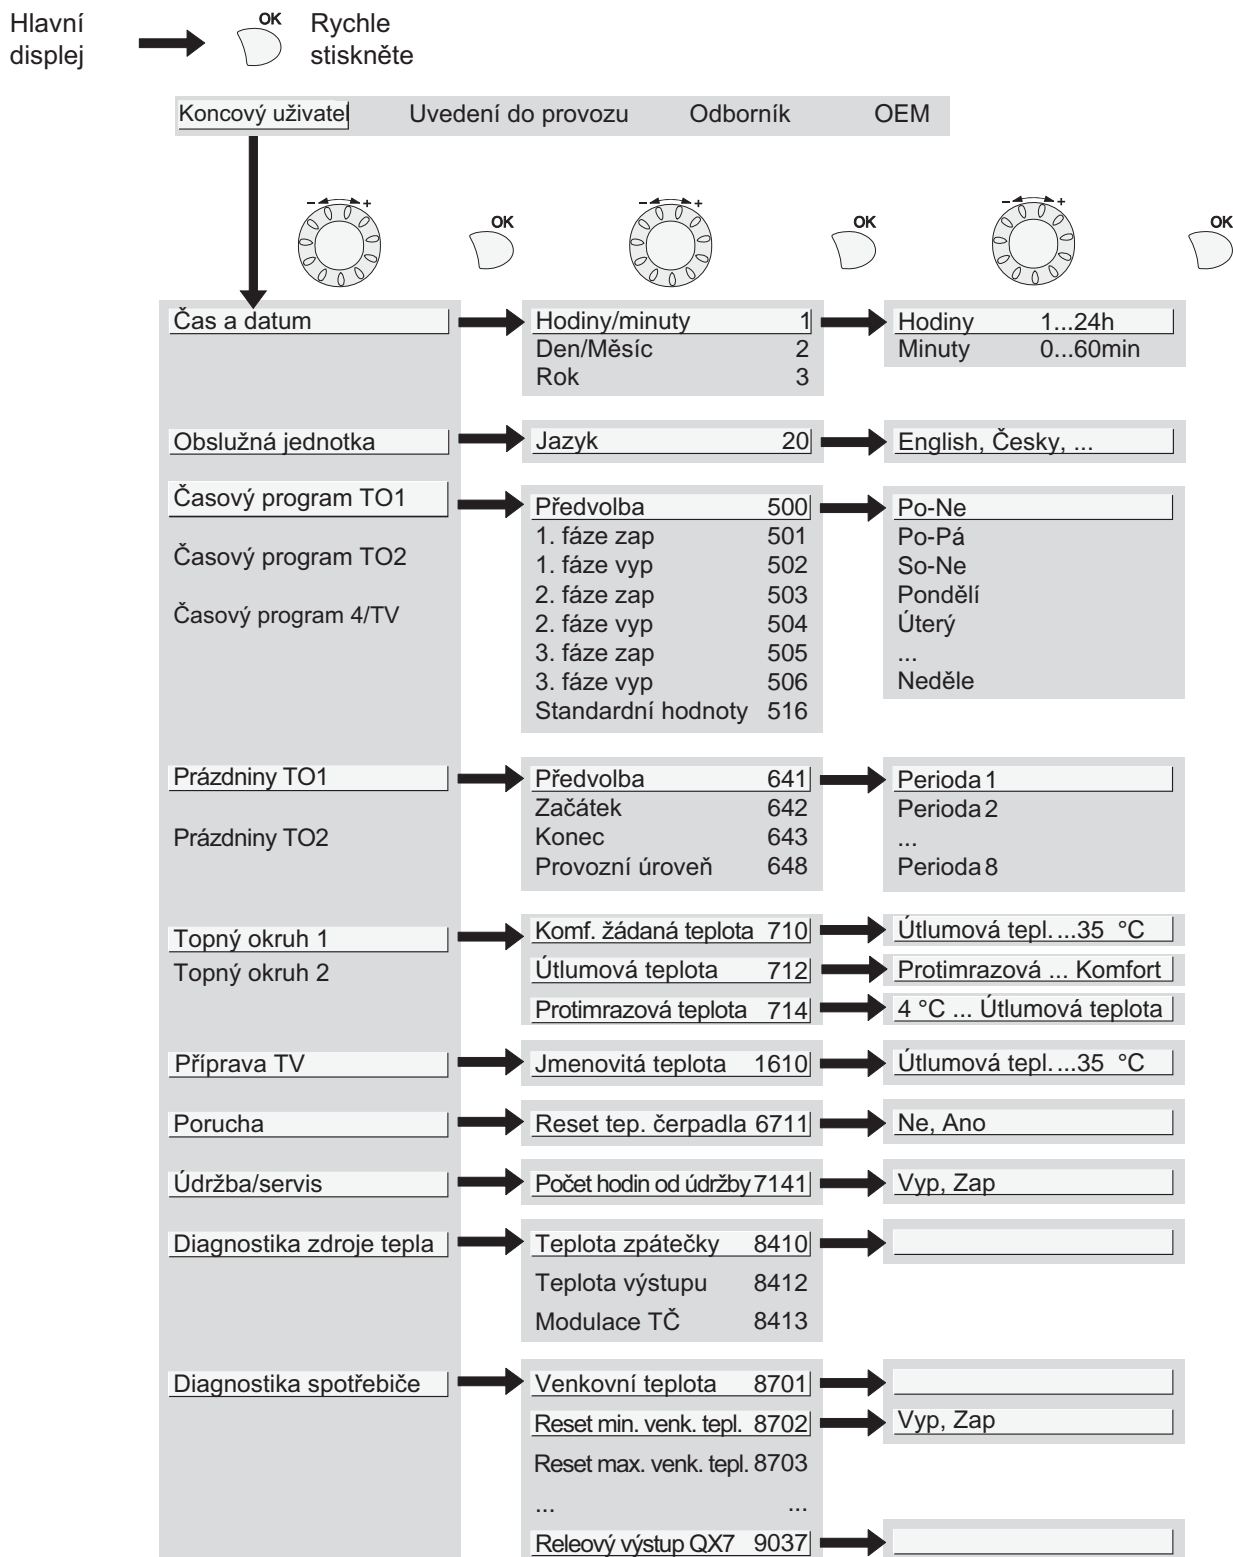 Hlavní displej
OK
Rychle stiskněte
Koncový uživatel Uvedení do provozu Odborník OEM
- +
OK
- +
OK
- +
OK
Čas a datum
Hodiny/minuty 1
Hodiny 1...24h
Den/Měsíc 2
Minuty 0...60min
Rok 3
Obslužná jednotka
Jazyk 20
English, Česky, ...
Časový program TO1
Časový program TO2
Časový program 4/TV
Předvolba 500
1. fáze zap 501
1. fáze vyp 502
2. fáze zap 503
2. fáze vyp 504
3. fáze zap 505
3. fáze vyp 506
Standardní hodnoty 516
Po-Ne
Po-Pá
So-Ne
Pondělí
Úterý
...
Neděle
Prázdniny TO1
Prázdniny TO2
Předvolba 641
Začátek 642
Konec 643
Provozní úroveň 648
Perioda 1
Perioda 2
...
Perioda 8
Topný okruh 1
Topný okruh 2
Komf. žádaná teplota 710
Útlumová tepl. ...35 °C
Útlumová teplota 712
Protimrazová ... Komfort
Protimrazová teplota 714
4 °C ... Útlumová teplota
Příprava TV
Jmenovitá teplota 1610
Útlumová tepl. ...35 °C
Porucha
Reset tep. čerpadla 6711
Ne, Ano
Údržba/servis
Počet hodin od údržby 7141
Vyp, Zap
Diagnostika zdroje tepla
Teplota zpátečky 8410
Teplota výstupu 8412
Modulace TČ 8413
Diagnostika spotřebiče
Venkovní teplota 8701
Reset min. venk. tepl. 8702
Vyp, Zap
Reset max. venk. tepl. 8703
... ...
Releový výstup QX7 9037